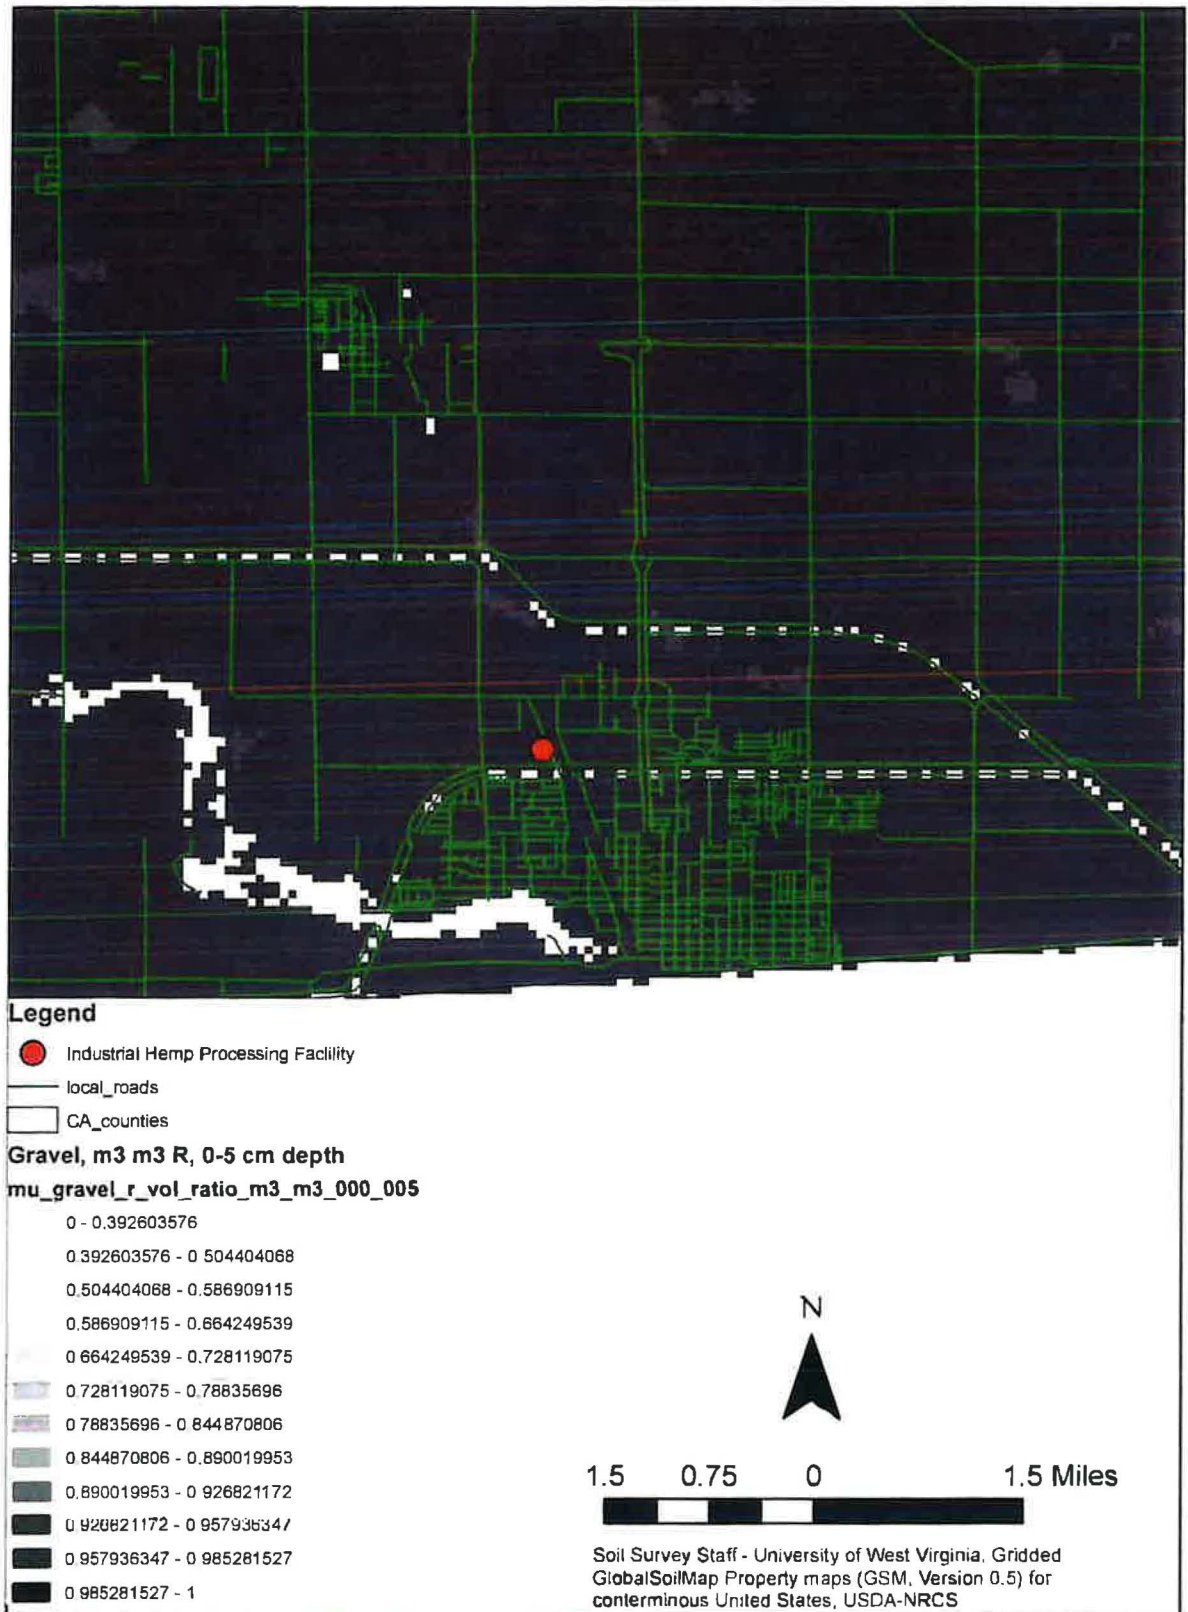 Legend
Industrial Hemp Processing Faclility
local_roads
CA_counties
Gravel, m3 m3 R, 0-5 cm depth
mu_gravel_r_vol_ratio_m3_m3_000_005
0 - 0.392603576
0.392603576 - 0 504404068
0.504404068 - 0.586909115
0.586909115 - 0.664249539
0 664249539 - 0.728119075
0.728119075 - 0.78835696
0 78835696 - 0 844870806
0.844870806 - 0.890019953
0.890019953 - 0 926821172
0 926821172 - 0 957936347
0 957936347 - 0 985281527
0.985281527 - 1
N
1.5 0.75 0 1.5 Miles
Soil Survey Staff - University of West Virginia, Gridded
GlobalSoilMap Property maps (GSM, Version 0.5) for
conterminous United States, USDA-NRCS